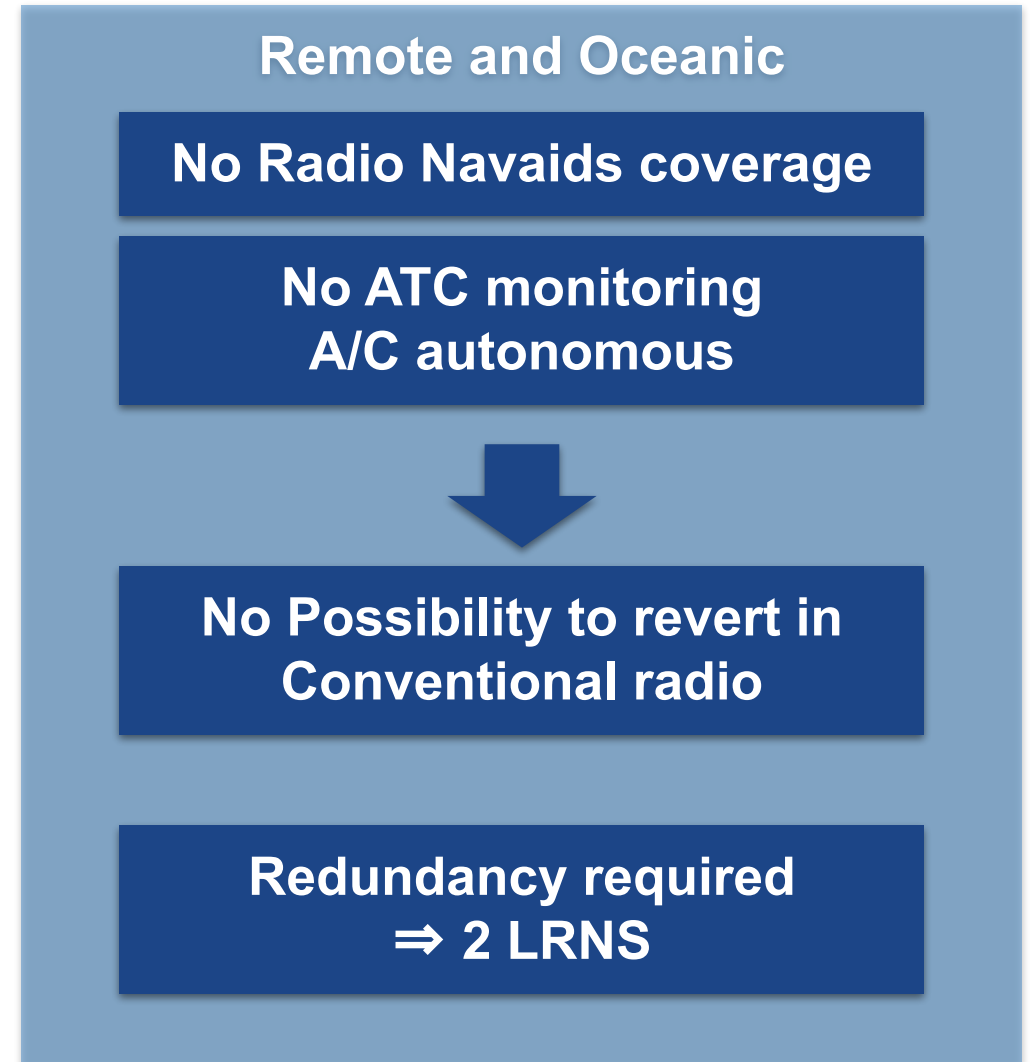 Remote and Oceanic
No Radio Navaids coverage
No ATC monitoring
A/C autonomous
No Possibility to revert in
Conventional radio
Redundancy required
⇒ 2 LRNS